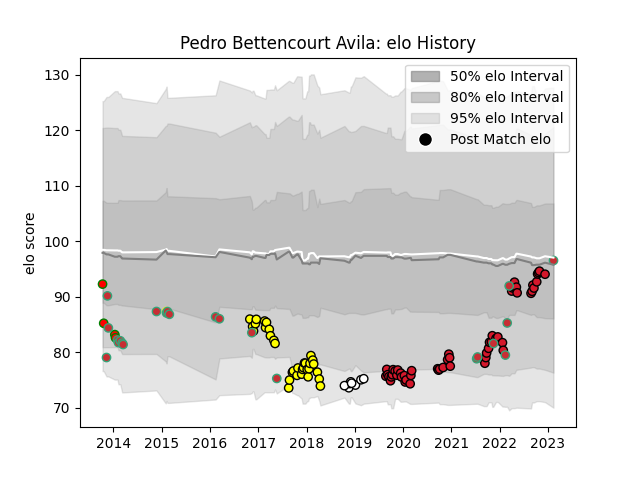 Pedro Bettencourt Avila: elo History
50% elo Interval
80% elo Interval
95% elo Interval
Post Match elo
elo score
130
120
110
100
90
80
70
2014 2015 2016 2017 2018 2019 2020 2021 2022 2023